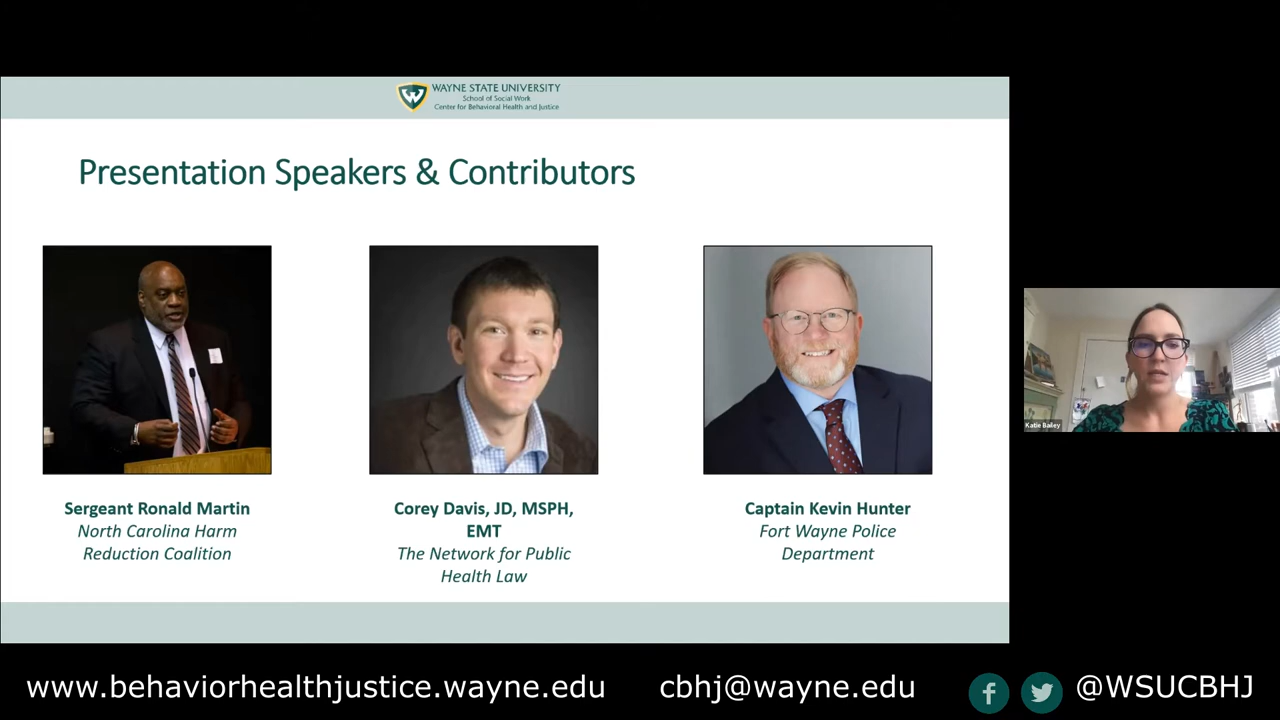 WAYNE STATE UNIVERSITY
School of Social Work
Center for Behavioral Health and Justice
Presentation Speakers & Contributors
Sergeant Ronald Martin
North Carolina Harm
Reduction Coalition
Corey Davis, JD, MSPH,
EMT
The Network for Public
Health Law
Captain Kevin Hunter
Fort Wayne Police
Department
Katie Bailey
www.behaviorhealthjustice.wayne.edu
cbhj@wayne.edu
@WSUCBHJ